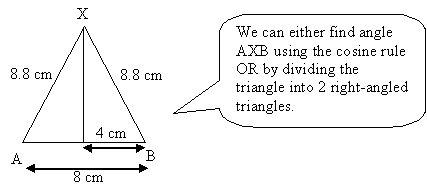 X
We can either find angle
AXB using the cosine rule
OR by dividing the
triangle into 2 right-angled
triangles.
8.8 cm
8.8 cm
4 cm
A
B
8 cm